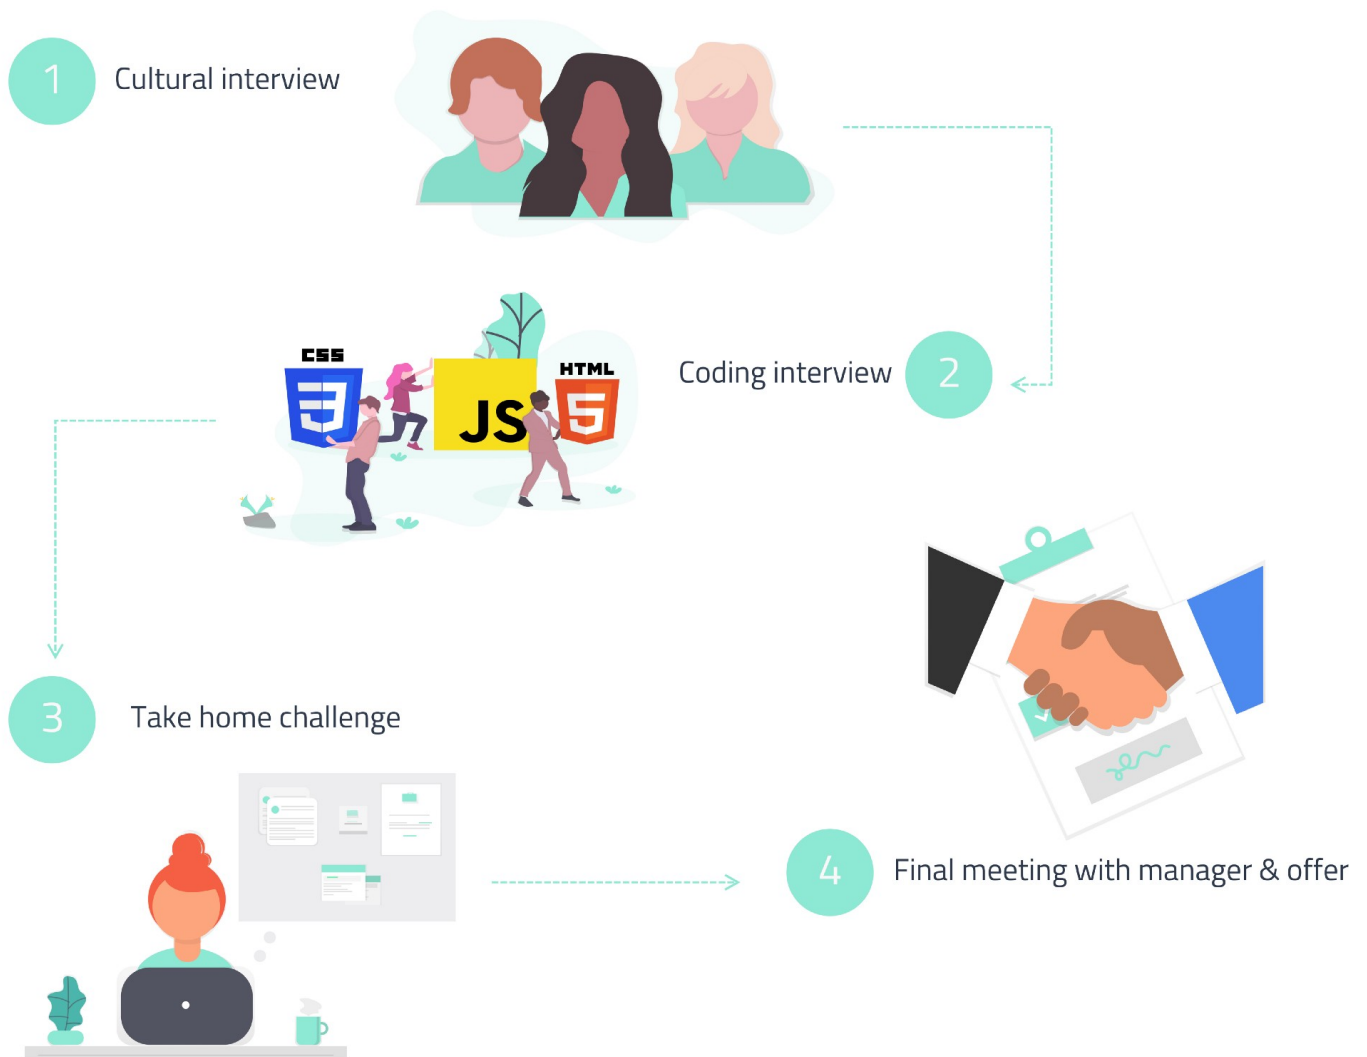 1
Cultural interview
CSS
3
JS
HTML
5
Coding interview
2
3
Take home challenge
4
Final meeting with manager & offer